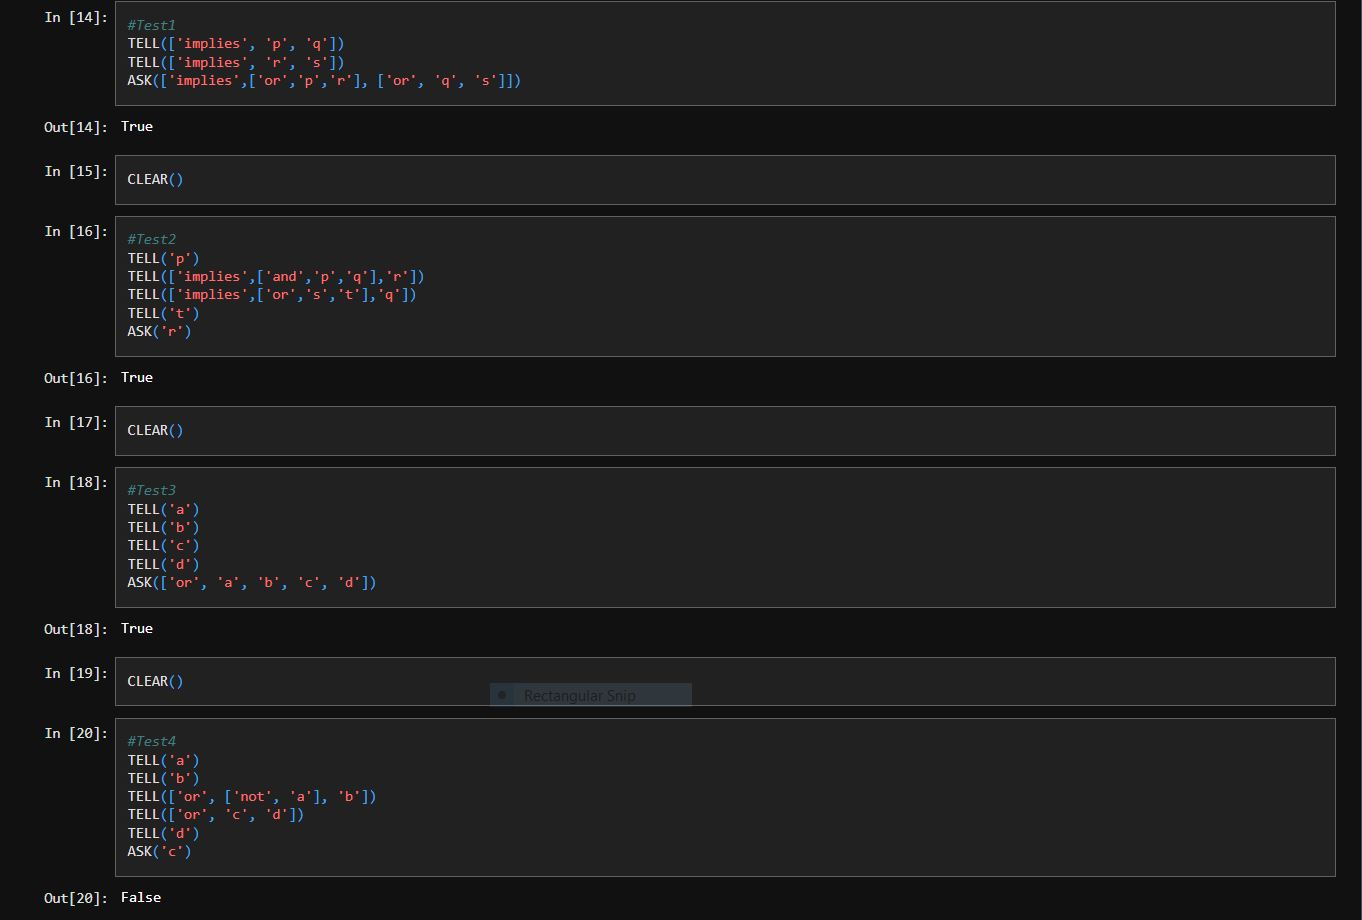 In [14]:
#Test1
TELL(['implies', 'p', 'q'])
TELL(['implies', 'r', 's'])
ASK(['implies',['or','p','r'], ['or', 'q', 's']])
Out[14]: True
In [15]:
CLEAR()
In [16]:
#Test2
TELL('p')
TELL(['implies',['and','p','q'],'r'])
TELL(['implies',['or','s','t'],'q'])
TELL('t')
ASK('r')
Out[16]: True
In [17]:
CLEAR()
In [18]:
#Test3
TELL('a')
TELL('b')
TELL('c')
TELL('d')
ASK(['or', 'a', 'b', 'c', 'd'])
Out[18]: True
In [19]:
CLEAR()
Rectangular Snip
In [20]:
#Test4
TELL('a')
TELL('b')
TELL(['or', ['not', 'a'], 'b'])
TELL(['or', 'c', 'd'])
TELL('d')
ASK('c')
Out[20]: False